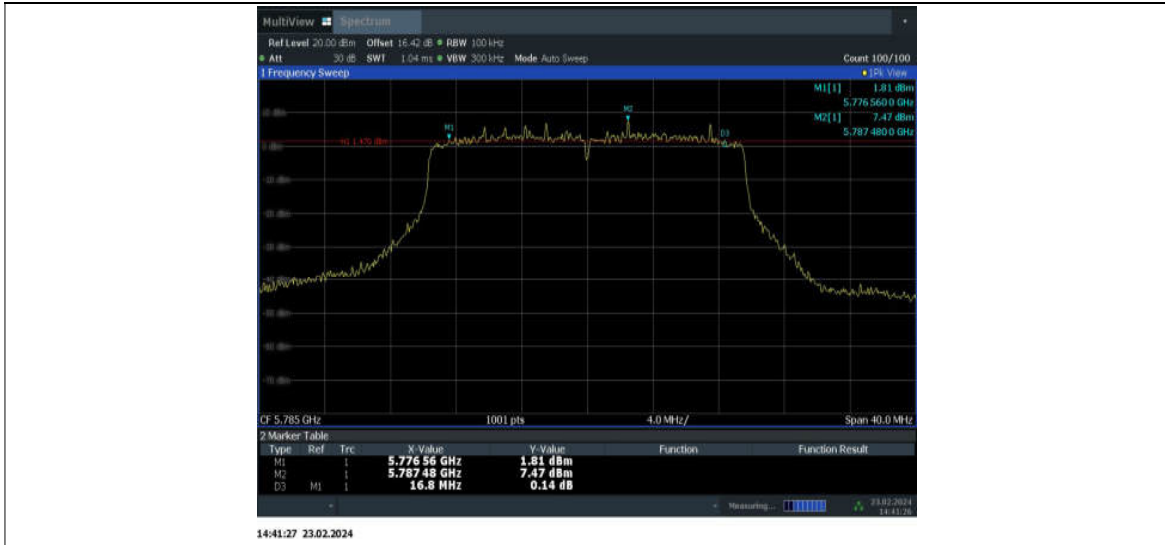 MultiView Spectrum
Ref Level 20.00 dBm Offset 16.42 dB RBW 100 kHz
Att 30 dB SWT 1.04 ms VBW 300 kHz Mode Auto Sweep Count 100/100
1 Frequency Sweep 1Pk View
M1[1] 1.81 dBm
5.776 560 0 GHz
M2[1] 7.47 dBm
5.787 480 0 GHz
M2
M1
D3
H1 1.470 dBm
0 dBm
CF 5.785 GHz 1001 pts 4.0 MHz/ Span 40.0 MHz
2 Marker Table
Type Ref Trc X-Value Y-Value Function Function Result
M1 1 5.776 56 GHz 1.81 dBm
M2 1 5.787 48 GHz 7.47 dBm
D3 M1 1 16.8 MHz 0.14 dB
Measuring... 23.02.2024
14:41:26
14:41:27 23.02.2024